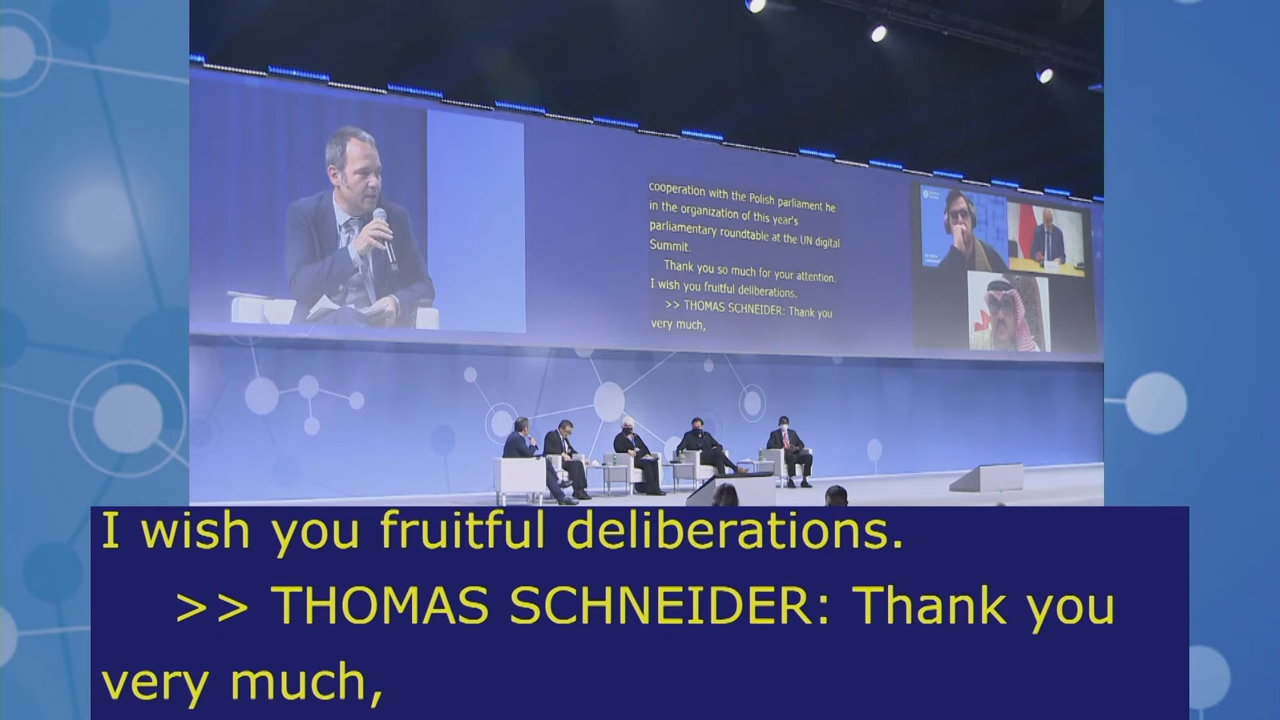 cooperation with the Polish parliament he
in the organization of this year's
parliamentary roundtable at the UN digital
Summit.
Thank you so much for your attention.
I wish you fruitful deliberations.
>> THOMAS SCHNEIDER: Thank you
very much,
I wish you fruitful deliberations.
>> THOMAS SCHNEIDER: Thank you
very much,